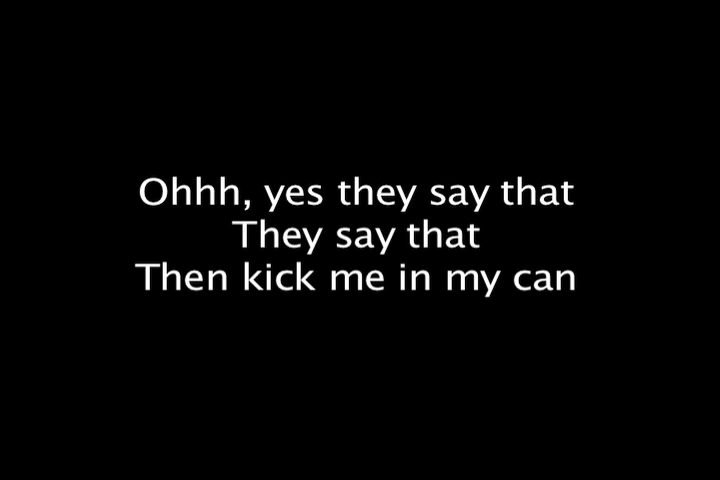 Ohhh, yes they say that
They say that
Then kick me in my can